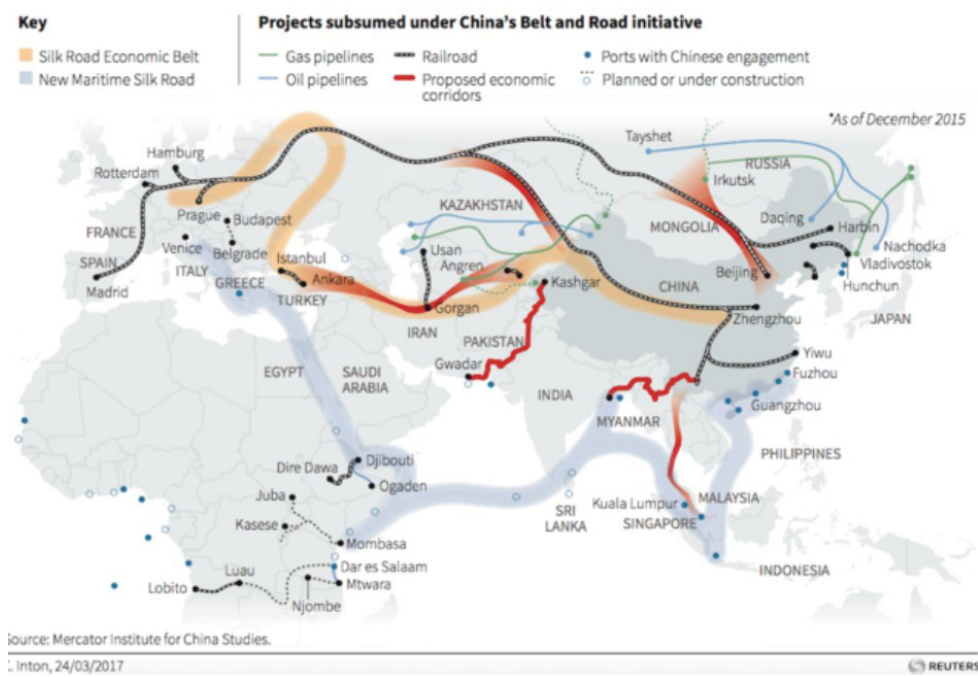 Key
Silk Road Economic Belt
New Maritime Silk Road
Projects subsumed under China's Belt and Road initiative
Gas pipelines
Oil pipelines
Railroad
Proposed economic
corridors
Ports with Chinese engagement
Planned or under construction
*As of December 2015
Tayshet
Hamburg
Rotterdam
RUSSIA
Irkutsk
KAZAKHSTAN
Prague
Budapest
MONGOLIA
Daqing
Harbin
FRANCE
Venice
Belgrade
Usan
Nachodka
Vladivostok
SPAIN
ITALY
Istanbul
Angren
Beijing
Hunchun
Madrid
GREECE
Ankara
TURKEY
Kashgar
CHINA
Gorgan
Zhengzhou
JAPAN
IRAN
PAKISTAN
Yiwu
Gwadar
Fuzhou
EGYPT
SAUDI
ARABIA
INDIA
MYANMAR
Guangzhou
PHILIPPINES
Dire Dawa
Djibouti
Ogaden
Juba
Kuala Lumpur
MALAYSIA
SRI
LANKA
SINGAPORE
Kasese
Mombasa
INDONESIA
Luau
Dar es Salaam
Lobito
Mtwara
Njombe
Source: Mercator Institute for China Studies.
. Inton, 24/03/2017
REUTERS